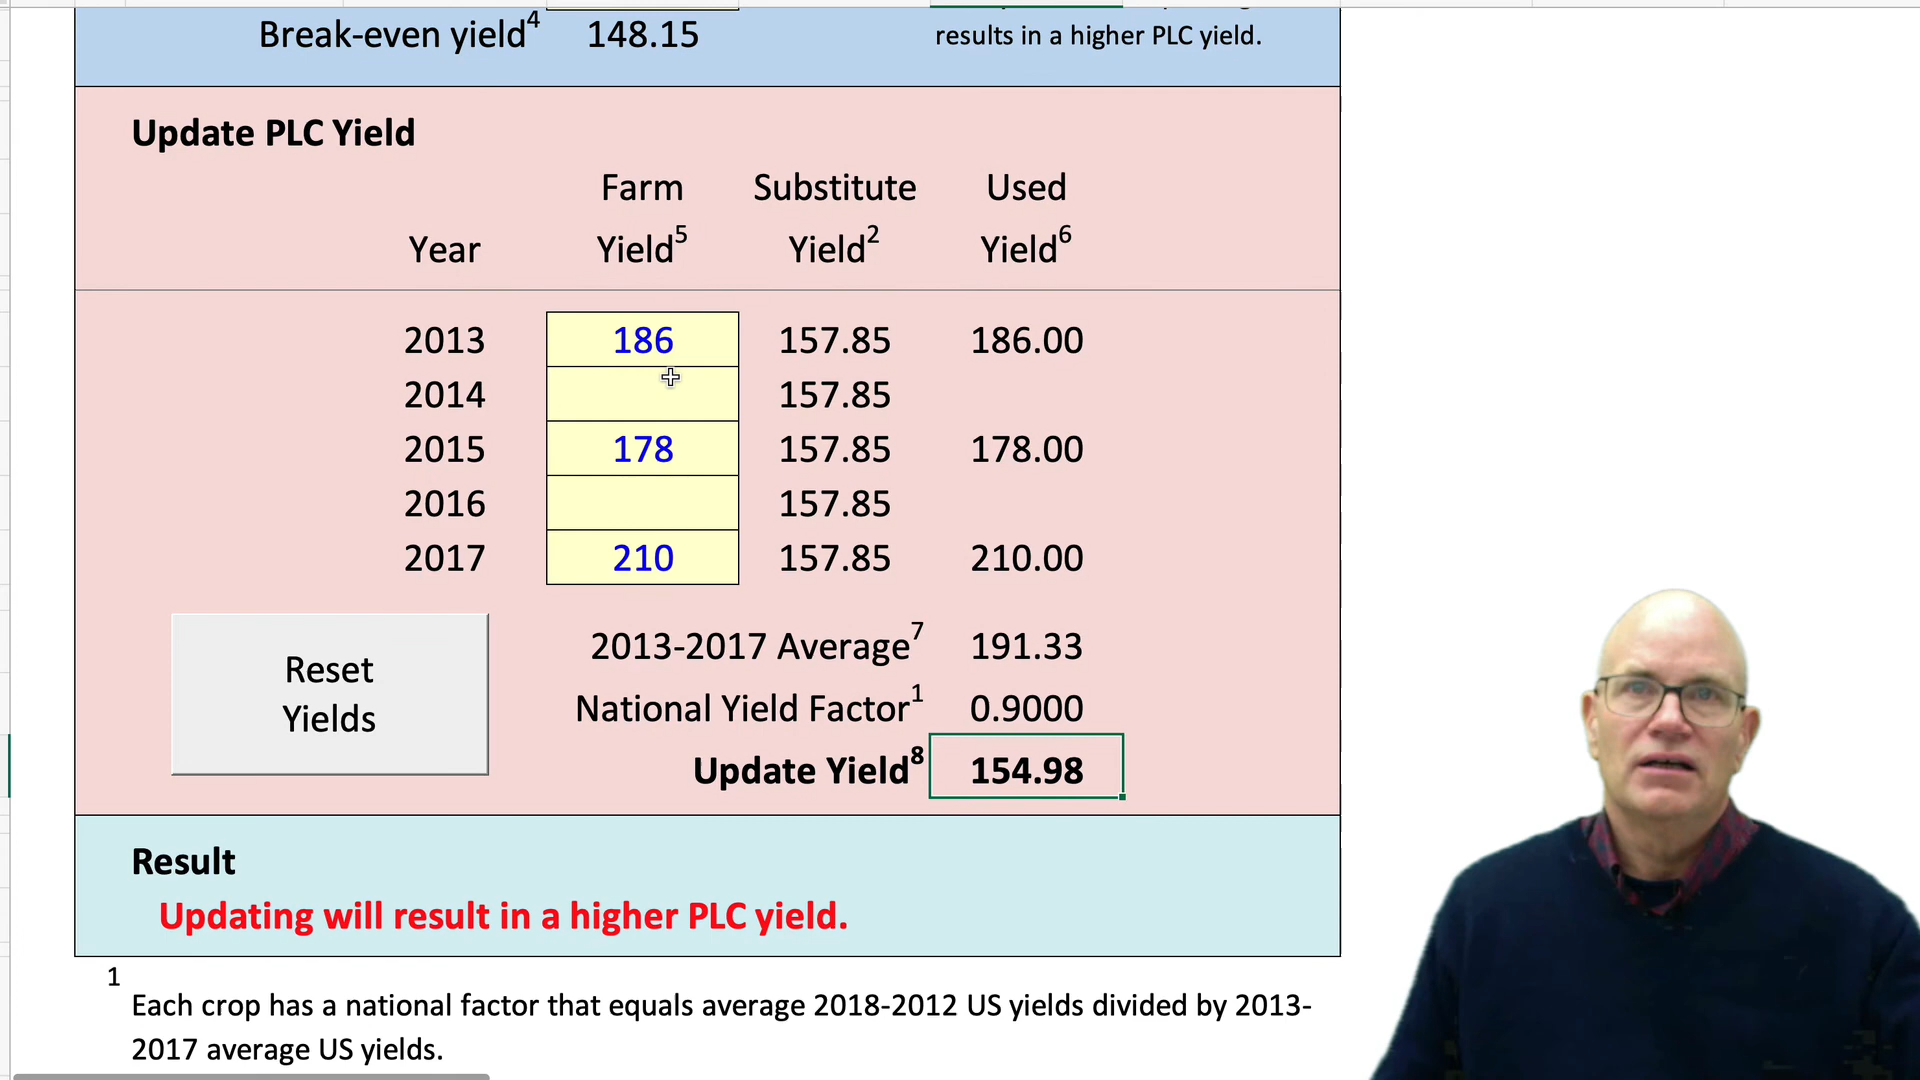 Break-even yield4 148.15 results in a higher PLC yield.
Update PLC Yield
Farm Substitute Used
Year Yield5 Yield2 Yield6
2013 186 157.85 186.00
2014 157.85
2015 178 157.85 178.00
2016 157.85
2017 210 157.85 210.00
Reset
Yields
2013-2017 Average7 191.33
National Yield Factor1 0.9000
Update Yield8 154.98
Result
Updating will result in a higher PLC yield.
1
Each crop has a national factor that equals average 2018-2012 US yields divided by 2013-
2017 average US yields.